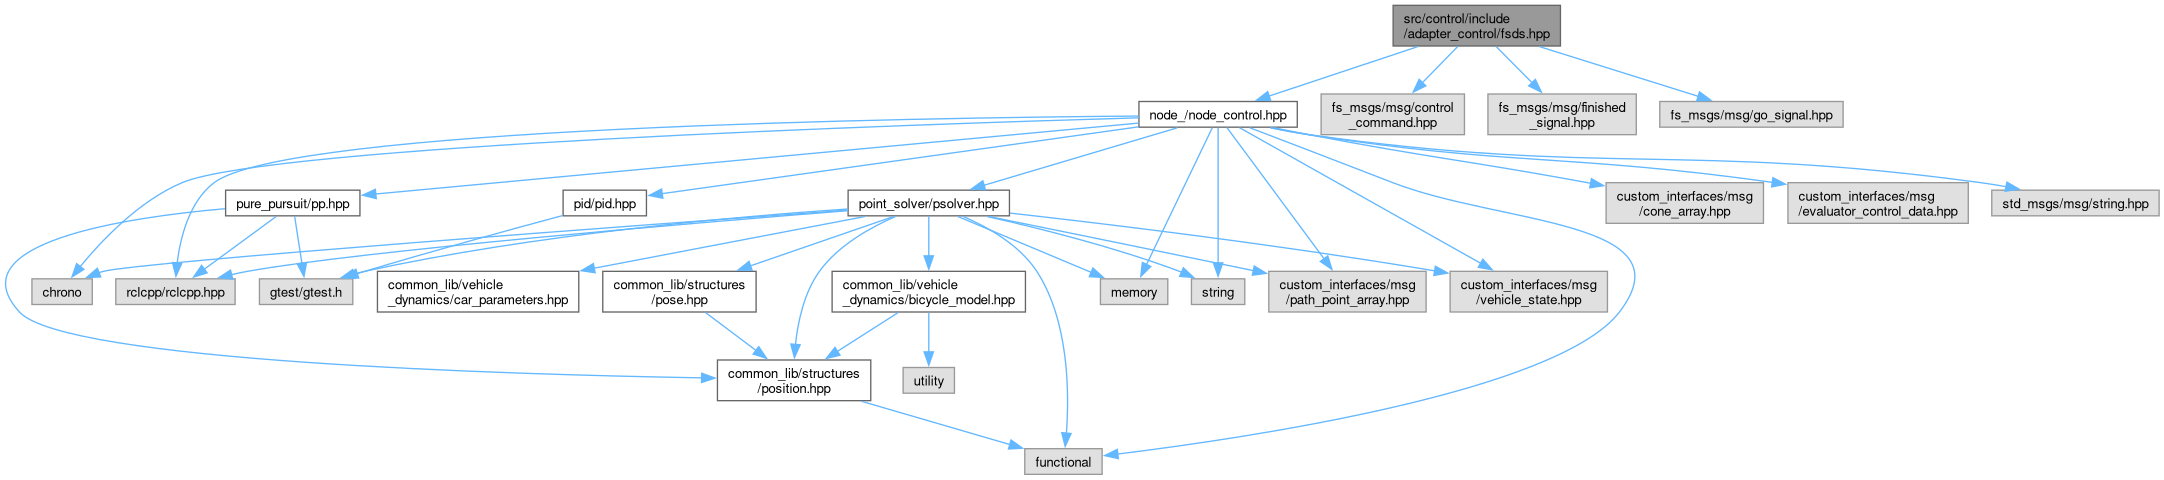 src/control/include
/adapter_control/fsds.hpp
node_/node_control.hpp
fs_msgs/msg/control
_command.hpp
fs_msgs/msg/finished
_signal.hpp
fs_msgs/msg/go_signal.hpp
pure_pursuit/pp.hpp
pid/pid.hpp
point_solver/psolver.hpp
custom_interfaces/msg
/cone_array.hpp
custom_interfaces/msg
/evaluator_control_data.hpp
std_msgs/msg/string.hpp
chrono
rclcpp/rclcpp.hpp
gtest/gtest.h
common_lib/vehicle
_dynamics/car_parameters.hpp
common_lib/structures
/pose.hpp
common_lib/vehicle
_dynamics/bicycle_model.hpp
memory
string
custom_interfaces/msg
/path_point_array.hpp
custom_interfaces/msg
/vehicle_state.hpp
common_lib/structures
/position.hpp
utility
functional